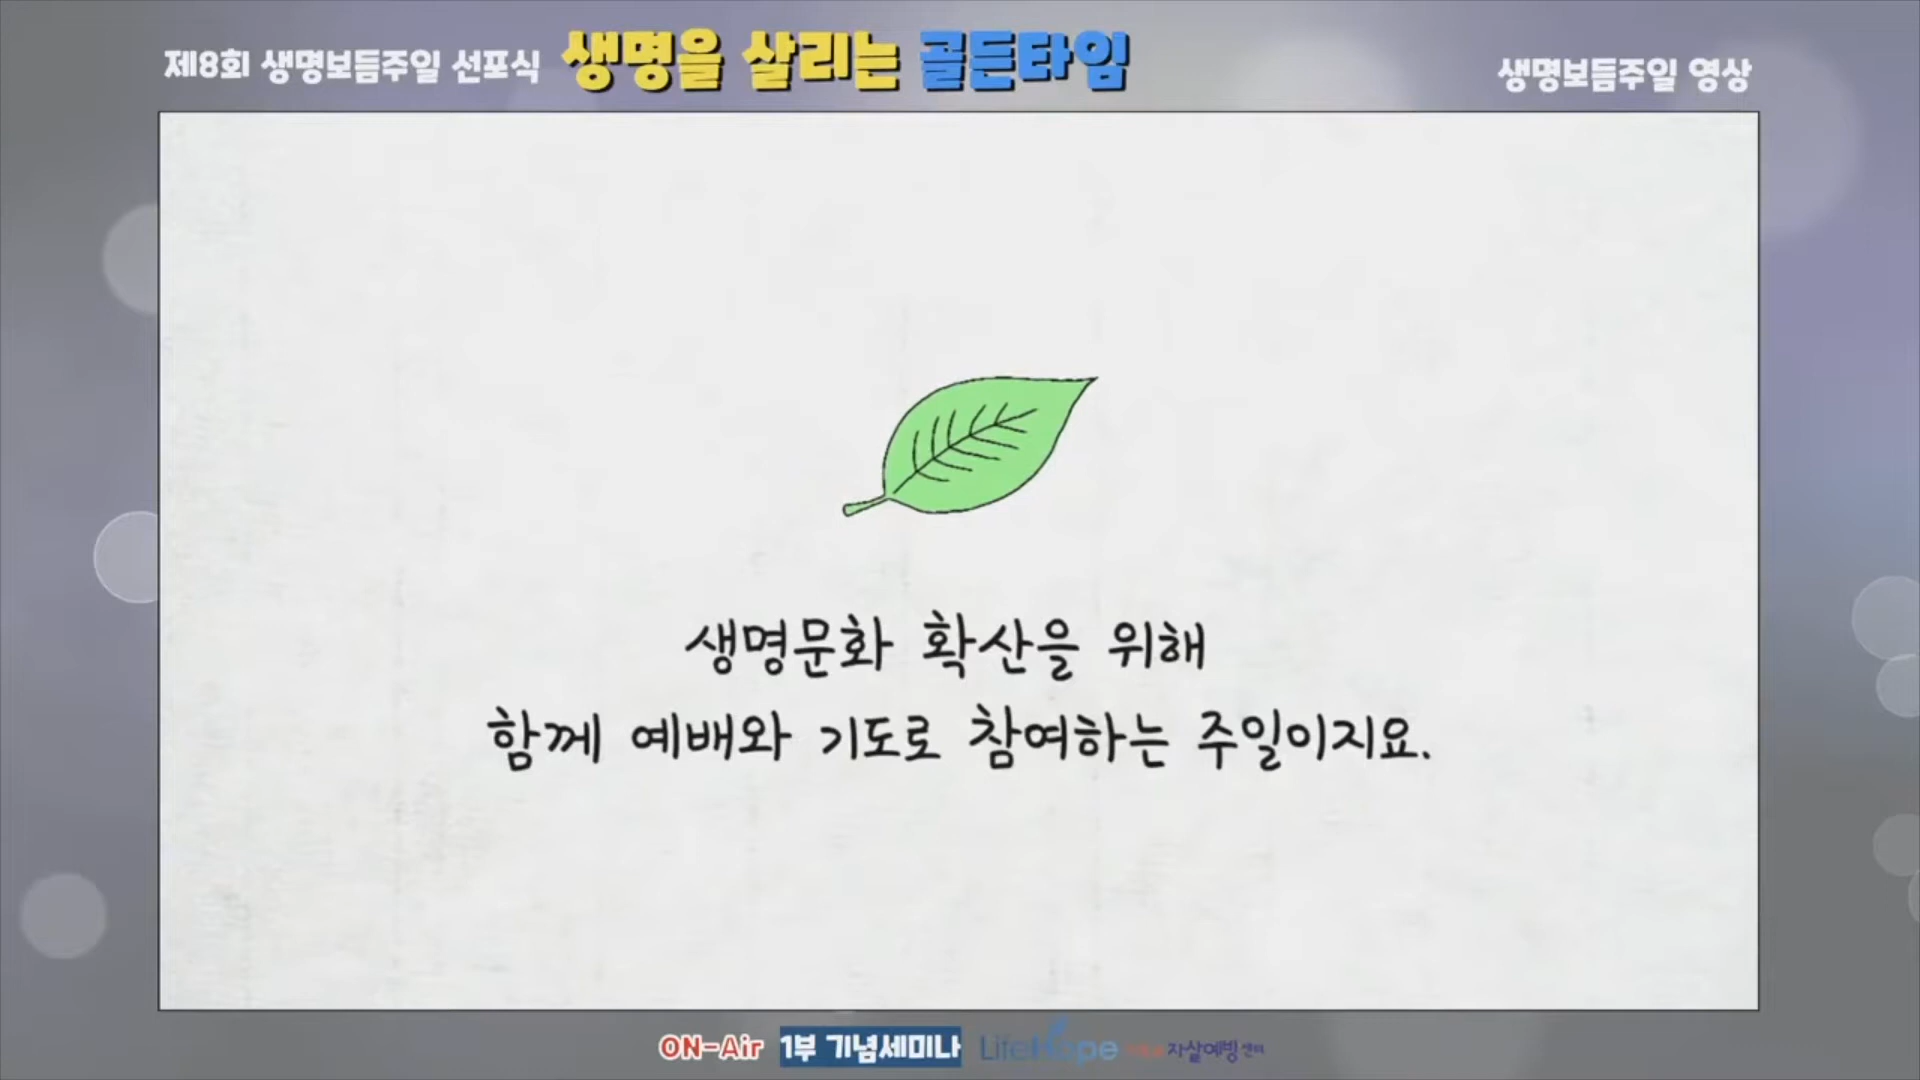 제8회 생명보듬주일 선포식 생명을 살리는 골든타임
생명보듬주일 영상
생명문화 확산을 위해
함께 예배와 기도로 참여하는 주일이지요.
ON-Air 1부 기념세미나 LifeHope 자살예방센터